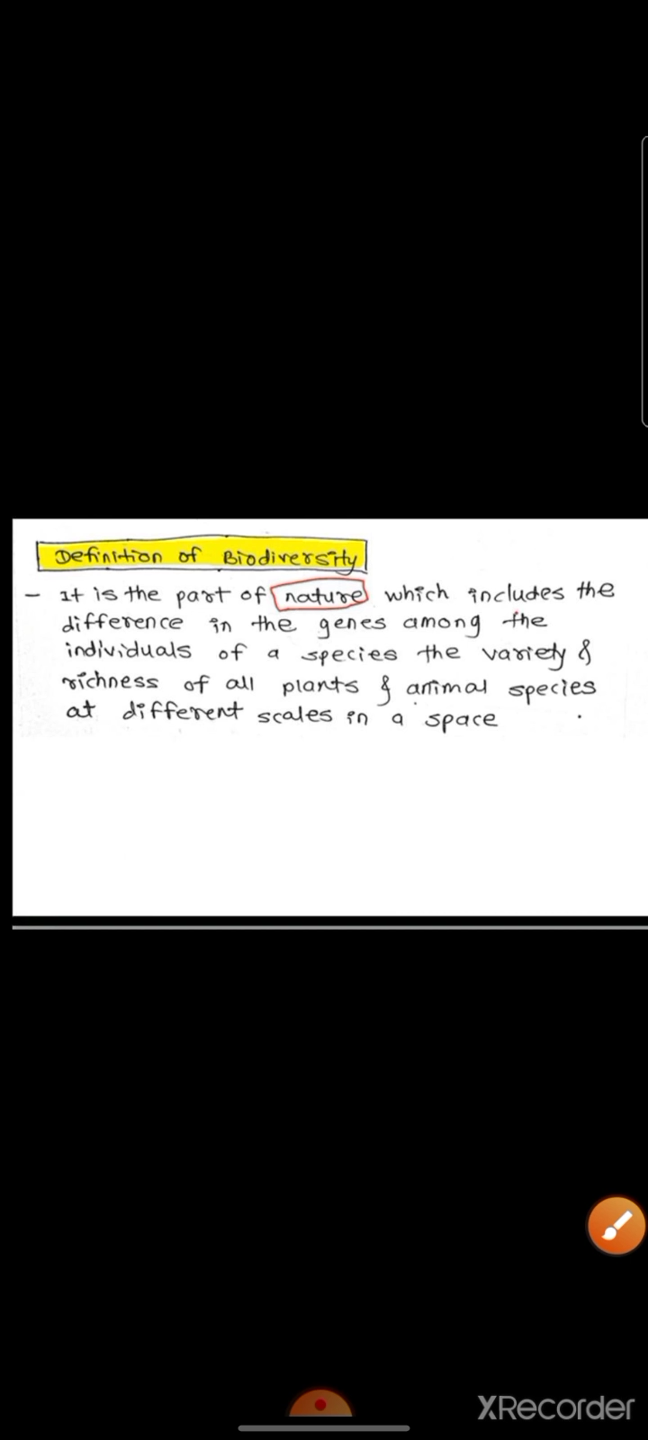 Definition of Biodiversity
- It is the part of nature which includes the
difference in the genes among the
individuals of a species the variety &
richness of all plants & animal species
at different scales in a space
XRecorder